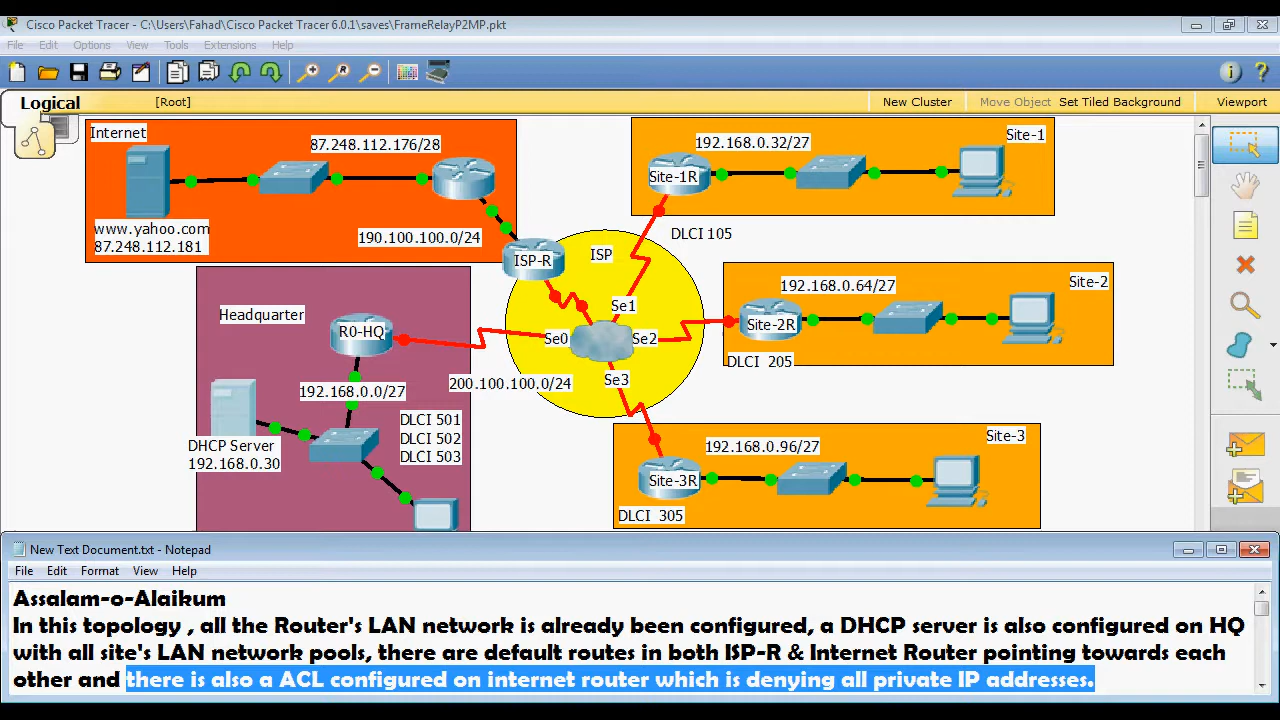 Cisco Packet Tracer - C:\Users\Fahad\Cisco Packet Tracer 6.0.1\saves\FrameRelayP2MP.pkt
File Edit Options View Tools Extensions Help
Logical [Root] New Cluster Move Object Set Tiled Background Viewport
Internet
87.248.112.176/28
www.yahoo.com
87.248.112.181
190.100.100.0/24
ISP-R
ISP
192.168.0.32/27
Site-1
Site-1R
DLCI 105
192.168.0.64/27
Site-2
Site-2R
DLCI 205
Headquarter
R0-HQ
192.168.0.0/27
DHCP Server
192.168.0.30
DLCI 501
DLCI 502
DLCI 503
Se0
Se1
Se2
Se3
200.100.100.0/24
192.168.0.96/27
Site-3
Site-3R
DLCI 305
New Text Document.txt - Notepad
File Edit Format View Help
Assalam-o-Alaikum
In this topology , all the Router's LAN network is already been configured, a DHCP server is also configured on HQ
with all site's LAN network pools, there are default routes in both ISP-R & Internet Router pointing towards each
other and there is also a ACL configured on internet router which is denying all private IP addresses.